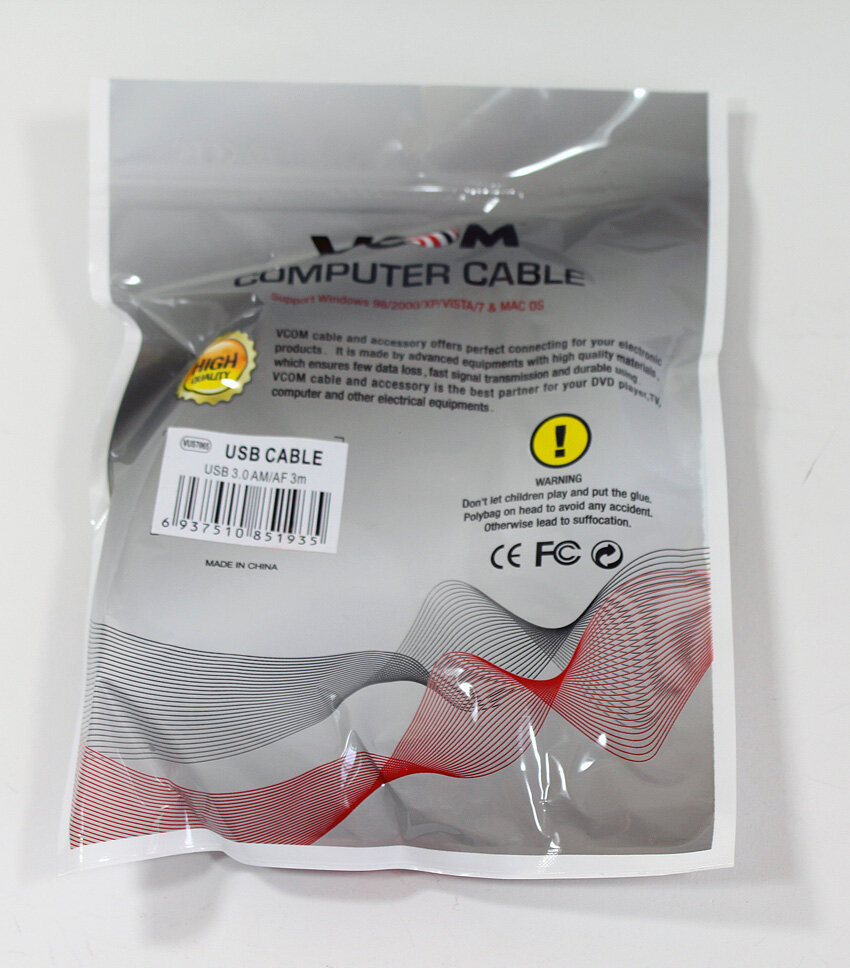 VCOM
COMPUTER CABLE
Support Windows 98/2000/XP/VISTA/7 & MAC OS
VCOM cable and accessory offers perfect connecting for your electronic
products. It is made by advanced equipments with high quality materials,
which ensures few data loss, fast signal transmission and durable using.
VCOM cable and accessory is the best partner for your DVD player,TV,
computer and other electrical equipments.
HIGH
QUALITY
VUS7065
USB CABLE
USB 3.0 AM/AF 3m
6 937510 851935
MADE IN CHINA
!
WARNING
Don't let children play and put the glue.
Polybag on head to avoid any accident.
Otherwise lead to suffocation.
CE FC